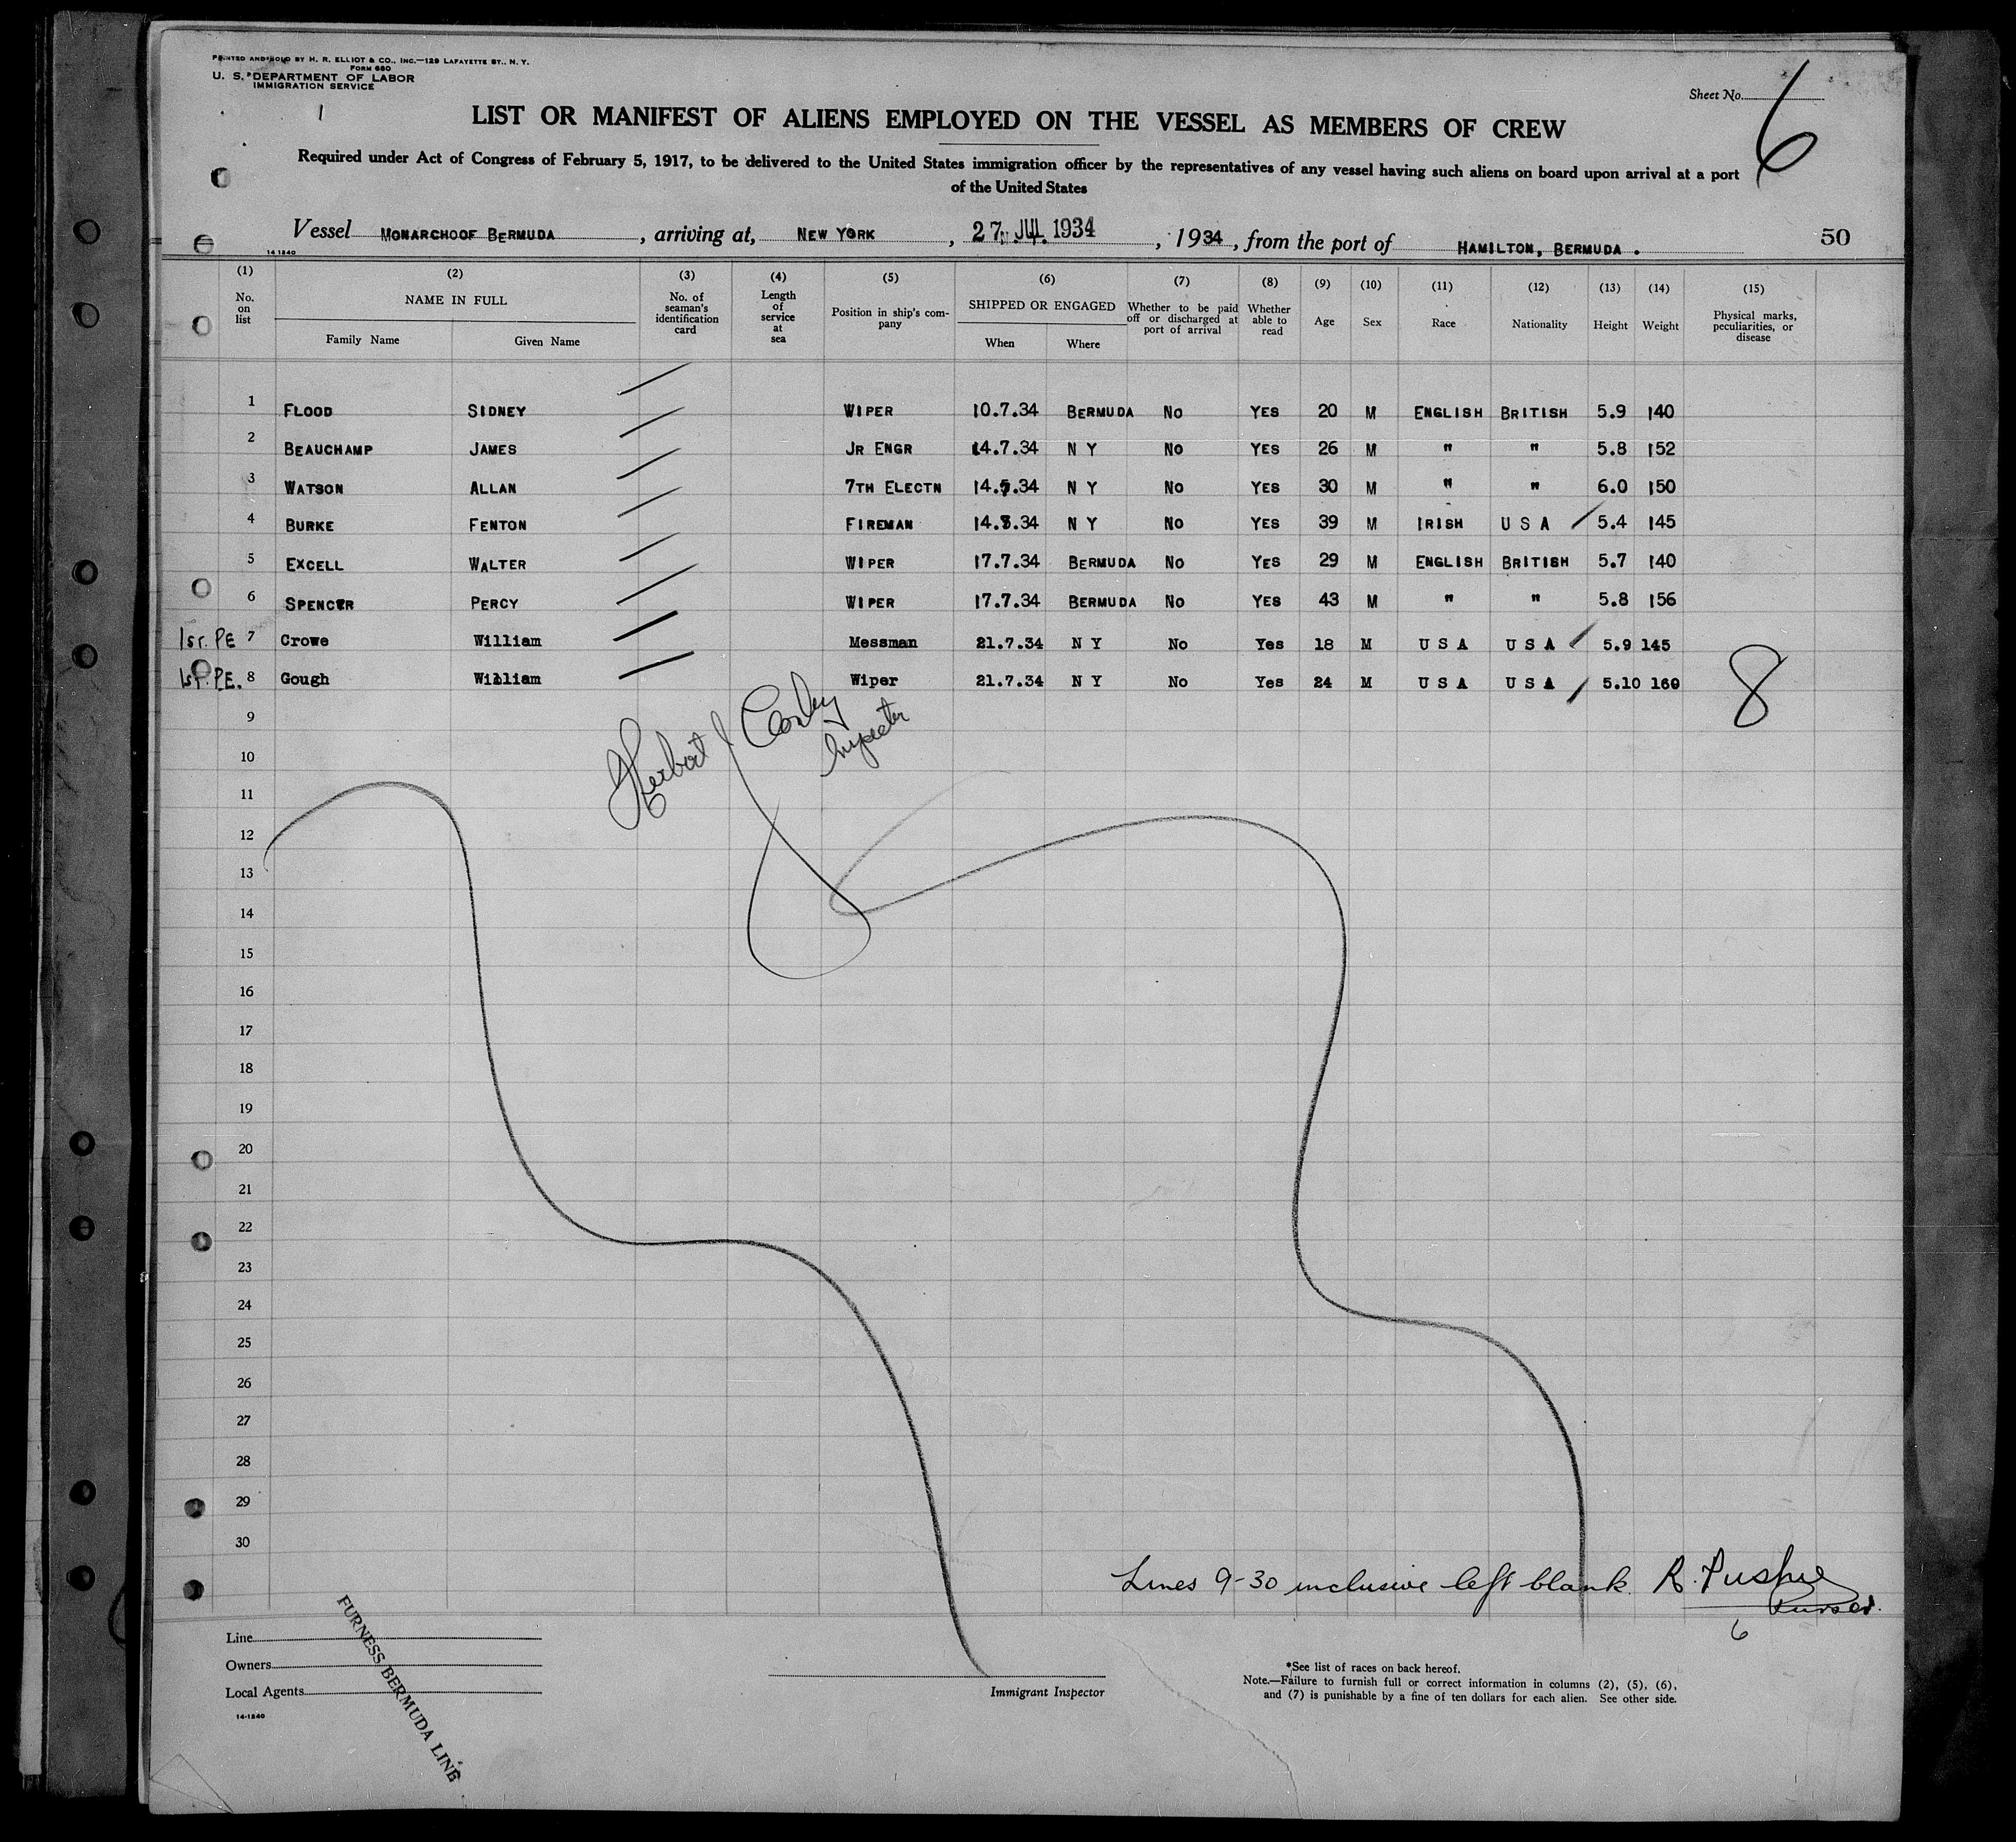 PRINTED AND SOLD BY H. R. ELLIOT & CO., INC.—129 LAFAYETTE ST., N. Y.
FORM 680
U. S. DEPARTMENT OF LABOR
IMMIGRATION SERVICE
Sheet No. 6
LIST OR MANIFEST OF ALIENS EMPLOYED ON THE VESSEL AS MEMBERS OF CREW
Required under Act of Congress of February 5, 1917, to be delivered to the United States immigration officer by the representatives of any vessel having such aliens on board upon arrival at a port
of the United States
Vessel MONARCHOOF BERMUDA , arriving at, NEW YORK , 27 JUL 1934 , 1934 , from the port of HAMILTON, BERMUDA . 50
14 1240
(1) (2) (3) (4) (5) (6) (7) (8) (9) (10) (11) (12) (13) (14) (15)
No. on list NAME IN FULL Family Name Given Name No. of seaman's identification card Length of service at sea Position in ship's company SHIPPED OR ENGAGED When Where Whether to be paid off or discharged at port of arrival Whether able to read Age Sex Race Nationality Height Weight Physical marks, peculiarities, or disease
1 FLOOD SIDNEY WIPER 10.7.34 BERMUDA NO YES 20 M ENGLISH BRITISH 5.9 140
2 BEAUCHAMP JAMES JR ENGR 14.7.34 N Y NO YES 26 M " " 5.8 152
3 WATSON ALLAN 7TH ELECTN N Y NO YES 30 M " " 6.0 150
4 BURKE FENTON FIREMAN N Y NO YES 39 M IRISH U S A 5.4 145
5 EXCELL WALTER WIPER 17.7.34 BERMUDA NO YES 29 M ENGLISH BRITISH 5.7 140
6 SPENCER PERCY WIPER 17.7.34 BERMUDA NO YES 43 M " " 5.8 156
1st. PE 7 Crowe William Messman 21.7.34 N Y No Yes 18 M U S A U S A 5.9 145
1st. PE. 8 Gough William Wiper 21.7.34 N Y No Yes 24 M U S A U S A 5.10 160
8
Herbert
Inspector
9
10
11
12
13
14
15
16
17
18
19
20
21
22
23
24
25
26
27
28
29
30
Lines 9-30 inclusive left blank. R.
Purser.
6
Line
Owners
Local Agents
FURNESS BERMUDA LINE
14-1240
Immigrant Inspector
*See list of races on back hereof.
Note.—Failure to furnish full or correct information in columns (2), (5), (6),
and (7) is punishable by a fine of ten dollars for each alien. See other side.